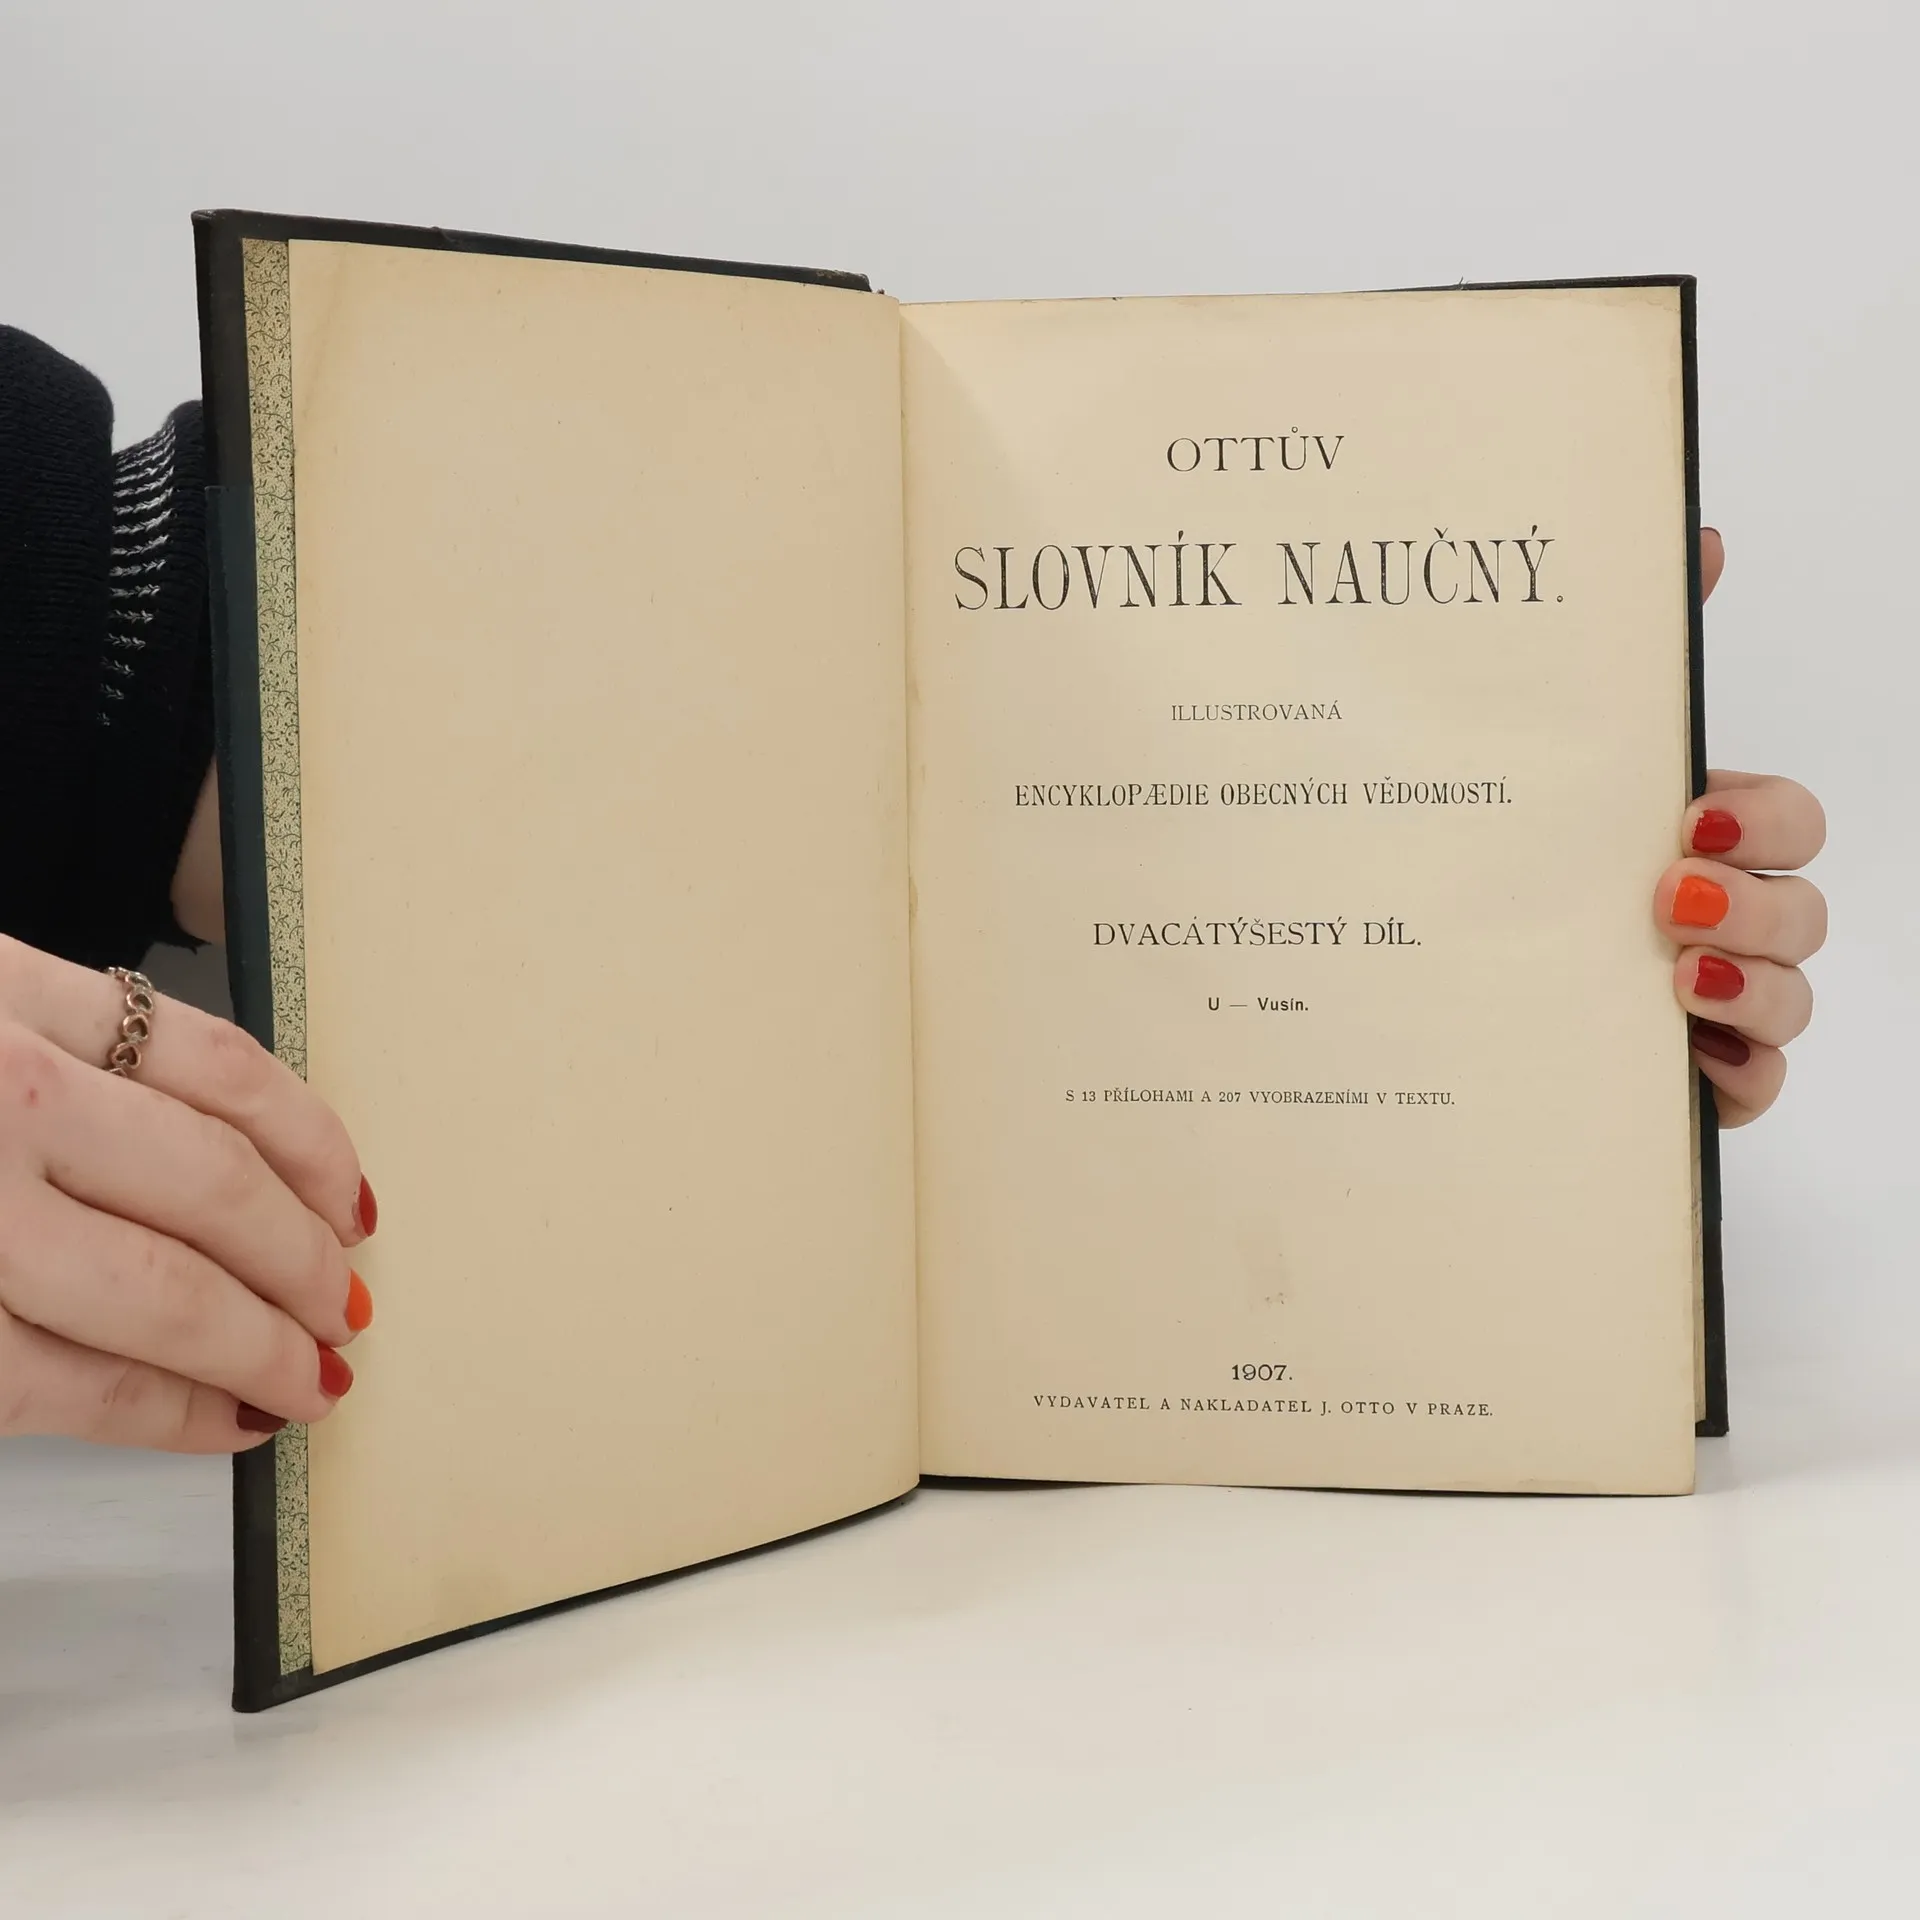 OTTŮV
SLOVNÍK NAUČNÝ.
ILLUSTROVANÁ
ENCYKLOPÆDIE OBECNÝCH VĚDOMOSTÍ.
DVACÁTÝŠESTÝ DÍL.
U — Vusín.
S 13 PŘÍLOHAMI A 207 VYOBRAZENÍMI V TEXTU.
1907.
VYDAVATEL A NAKLADATEL J. OTTO V PRAZE.